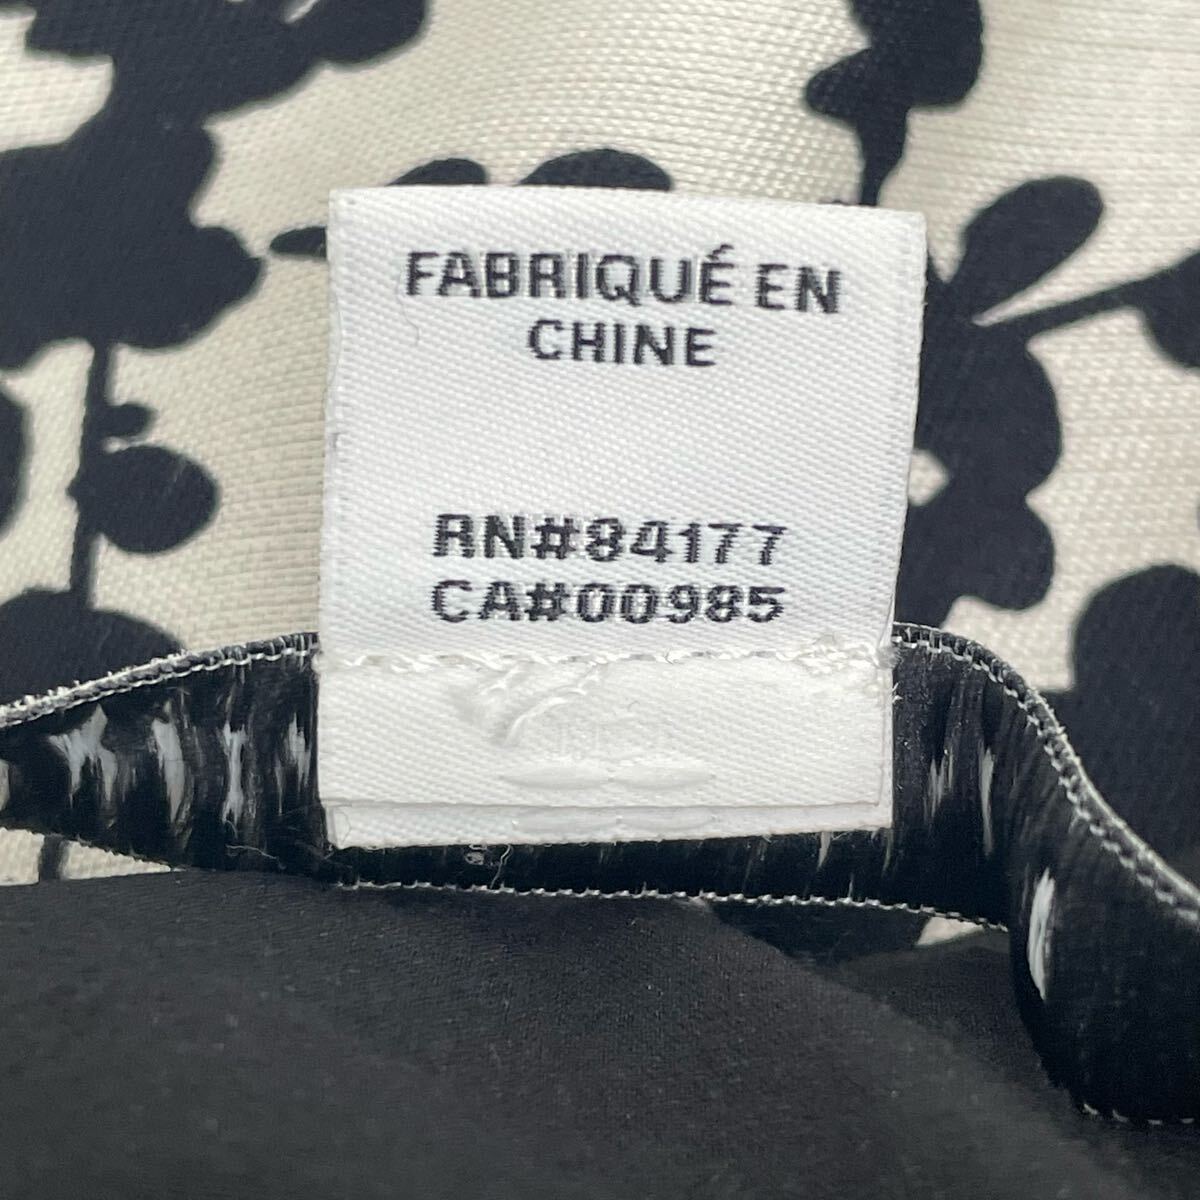 FABRIQUÉ EN
CHINE
RN#84177
CA#00985